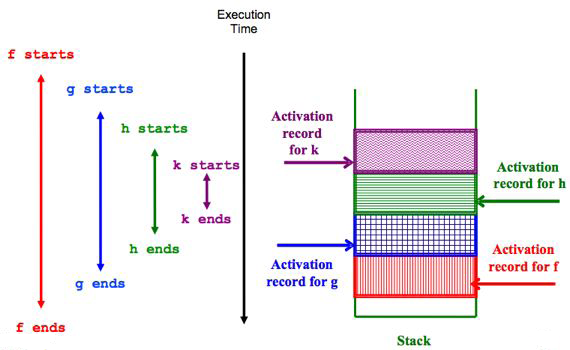 Execution
Time
f starts
g starts
h starts
k starts
k ends
h ends
g ends
f ends
Activation
record
for k
Activation
record for h
Activation
record for g
Activation
record for f
Stack